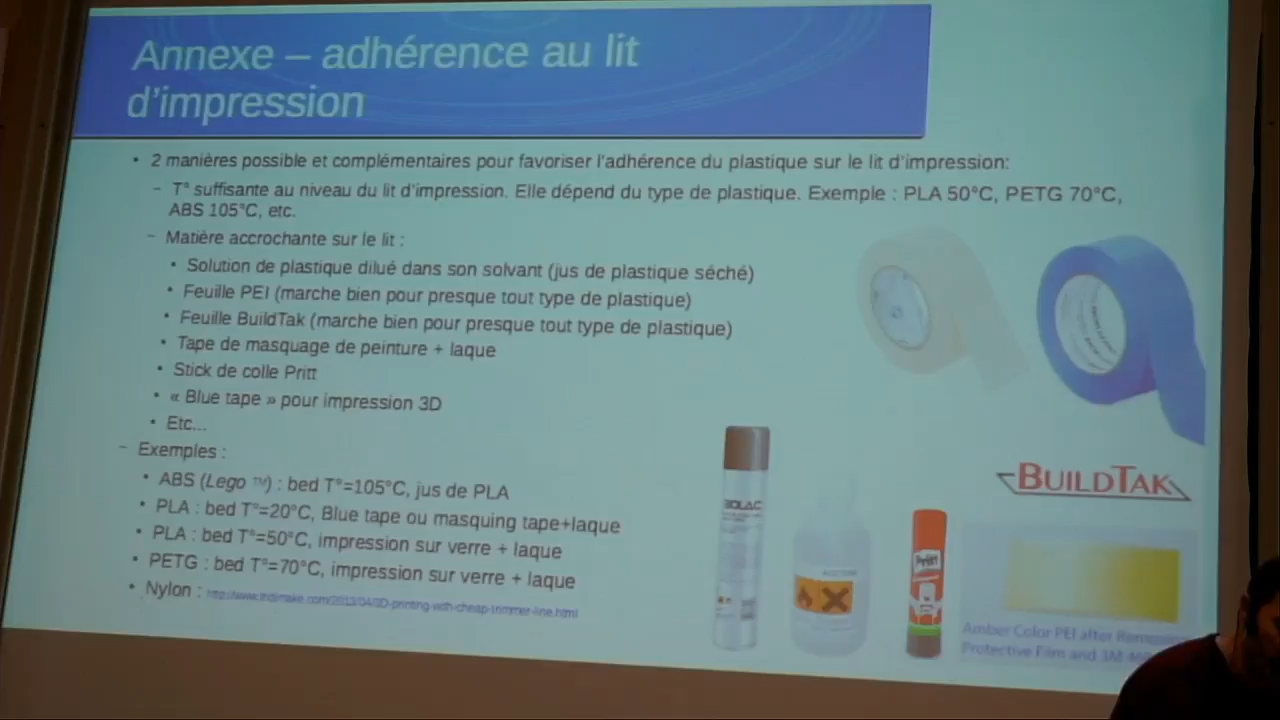 Annexe – adhérence au lit
d'impression
• 2 manières possible et complémentaires pour favoriser l'adhérence du plastique sur le lit d'impression:
– T° suffisante au niveau du lit d'impression. Elle dépend du type de plastique. Exemple : PLA 50°C, PETG 70°C,
ABS 105°C, etc.
– Matière accrochante sur le lit :
• Solution de plastique dilué dans son solvant (jus de plastique séché)
• Feuille PEI (marche bien pour presque tout type de plastique)
• Feuille BuildTak (marche bien pour presque tout type de plastique)
• Tape de masquage de peinture + laque
• Stick de colle Pritt
• « Blue tape » pour impression 3D
• Etc...
– Exemples :
• ABS (Lego ™) : bed T°=105°C, jus de PLA
• PLA : bed T°=20°C, Blue tape ou masquing tape+laque
• PLA : bed T°=50°C, impression sur verre + laque
• PETG : bed T°=70°C, impression sur verre + laque
• Nylon :
BUILDTAK
Pritt
Amber Color PEI after
Protective Film and 3M